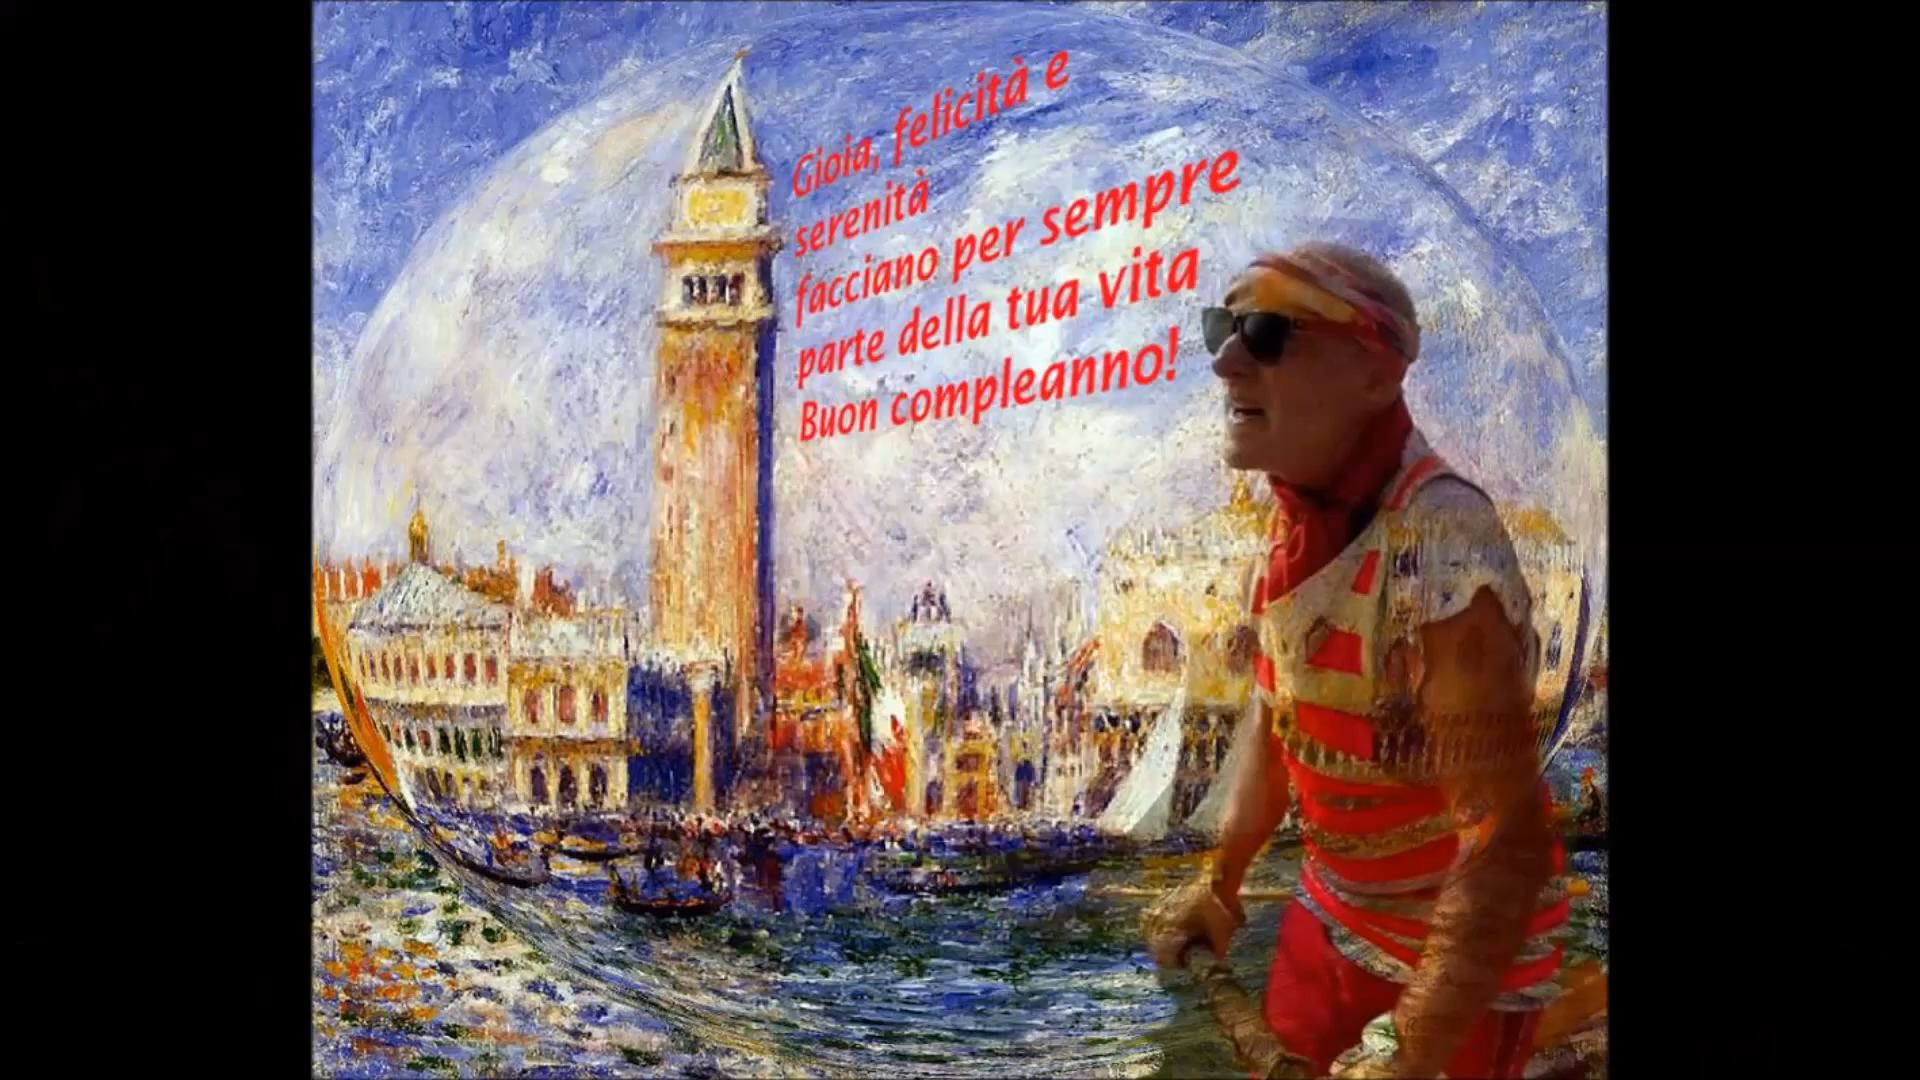 Gioia, felicità e
serenità
facciano per sempre
parte della tua vita
Buon compleanno!